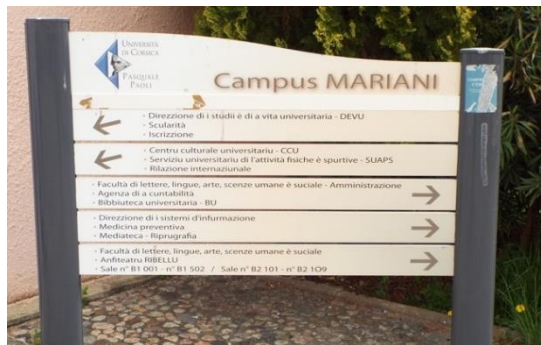 UNIVERSITÀ
DI CORSICA
PASQUALE
PAOLI
Campus MARIANI
- Direzzione di i studii è di a vita universitaria - DEVU
- Scularità
- Iscrizzione
- Centru culturale universitariu - CCU
- Serviziu universitariu di l'attività fisiche è spurtive - SUAPS
- Rilazione internaziunale
- Facultà di lettere, lingue, arte, scenze umane è suciale - Amministrazione
- Agenzia di a cuntabilità
- Bibbiuteca universitaria - BU
- Direzzione di i sistemi d'infurmazione
- Medicina preventiva
- Mediateca - Riprugrafia
- Facultà di lettere, lingue, arte, scenze umane è suciale
- Anfiteatru RIBELLU
- Sale n° B1 001 - n° B1 502 / Sale n° B2 101 - n° B2 1O9